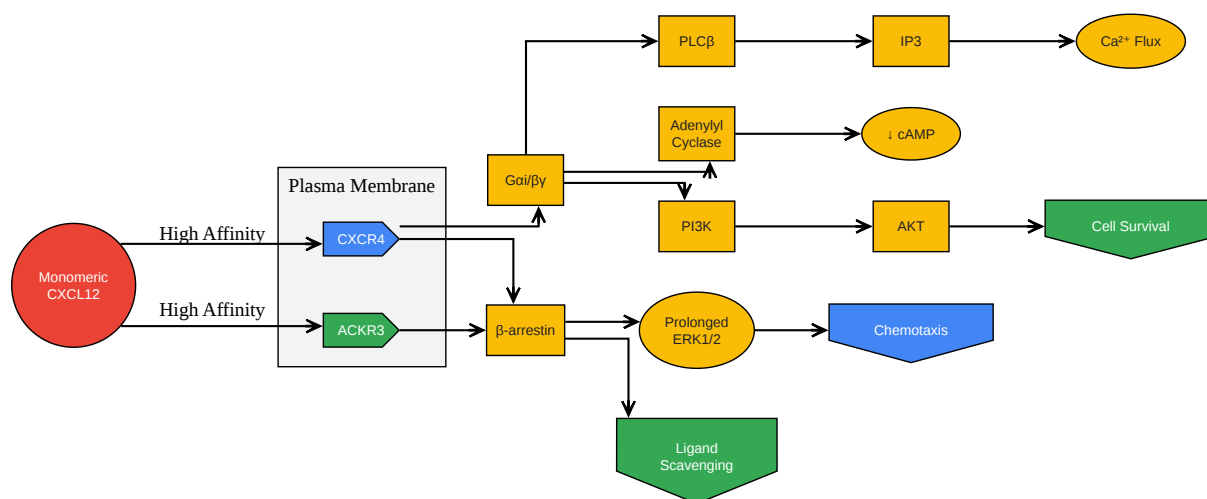 PLCβ
IP3
Ca²⁺ Flux
Adenylyl
Cyclase
↓ cAMP
Gαi/βγ
Plasma Membrane
PI3K
AKT
Cell Survival
High Affinity
CXCR4
Monomeric
CXCL12
High Affinity
ACKR3
β-arrestin
Prolonged
ERK1/2
Chemotaxis
Ligand
Scavenging